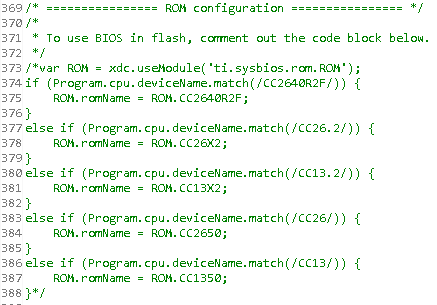 369 /* ================ ROM configuration ================ */
370 /*
371  * To use BIOS in flash, comment out the code block below.
372  */
373 /*var ROM = xdc.useModule('ti.sysbios.rom.ROM');
374 if (Program.cpu.deviceName.match(/CC2640R2F/)) {
375     ROM.romName = ROM.CC2640R2F;
376 }
377 else if (Program.cpu.deviceName.match(/CC26.2/)) {
378     ROM.romName = ROM.CC26X2;
379 }
380 else if (Program.cpu.deviceName.match(/CC13.2/)) {
381     ROM.romName = ROM.CC13X2;
382 }
383 else if (Program.cpu.deviceName.match(/CC26/)) {
384     ROM.romName = ROM.CC2650;
385 }
386 else if (Program.cpu.deviceName.match(/CC13/)) {
387     ROM.romName = ROM.CC1350;
388 }*/